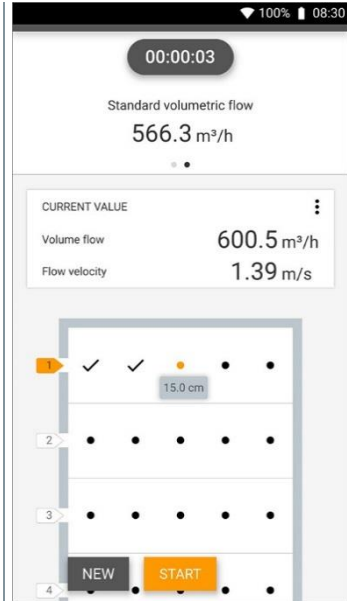 100% 08:30
00:00:03
Standard volumetric flow
566.3 m³/h
CURRENT VALUE
Volume flow 600.5 m³/h
Flow velocity 1.39 m/s
1
15.0 cm
2
3
NEW START
4